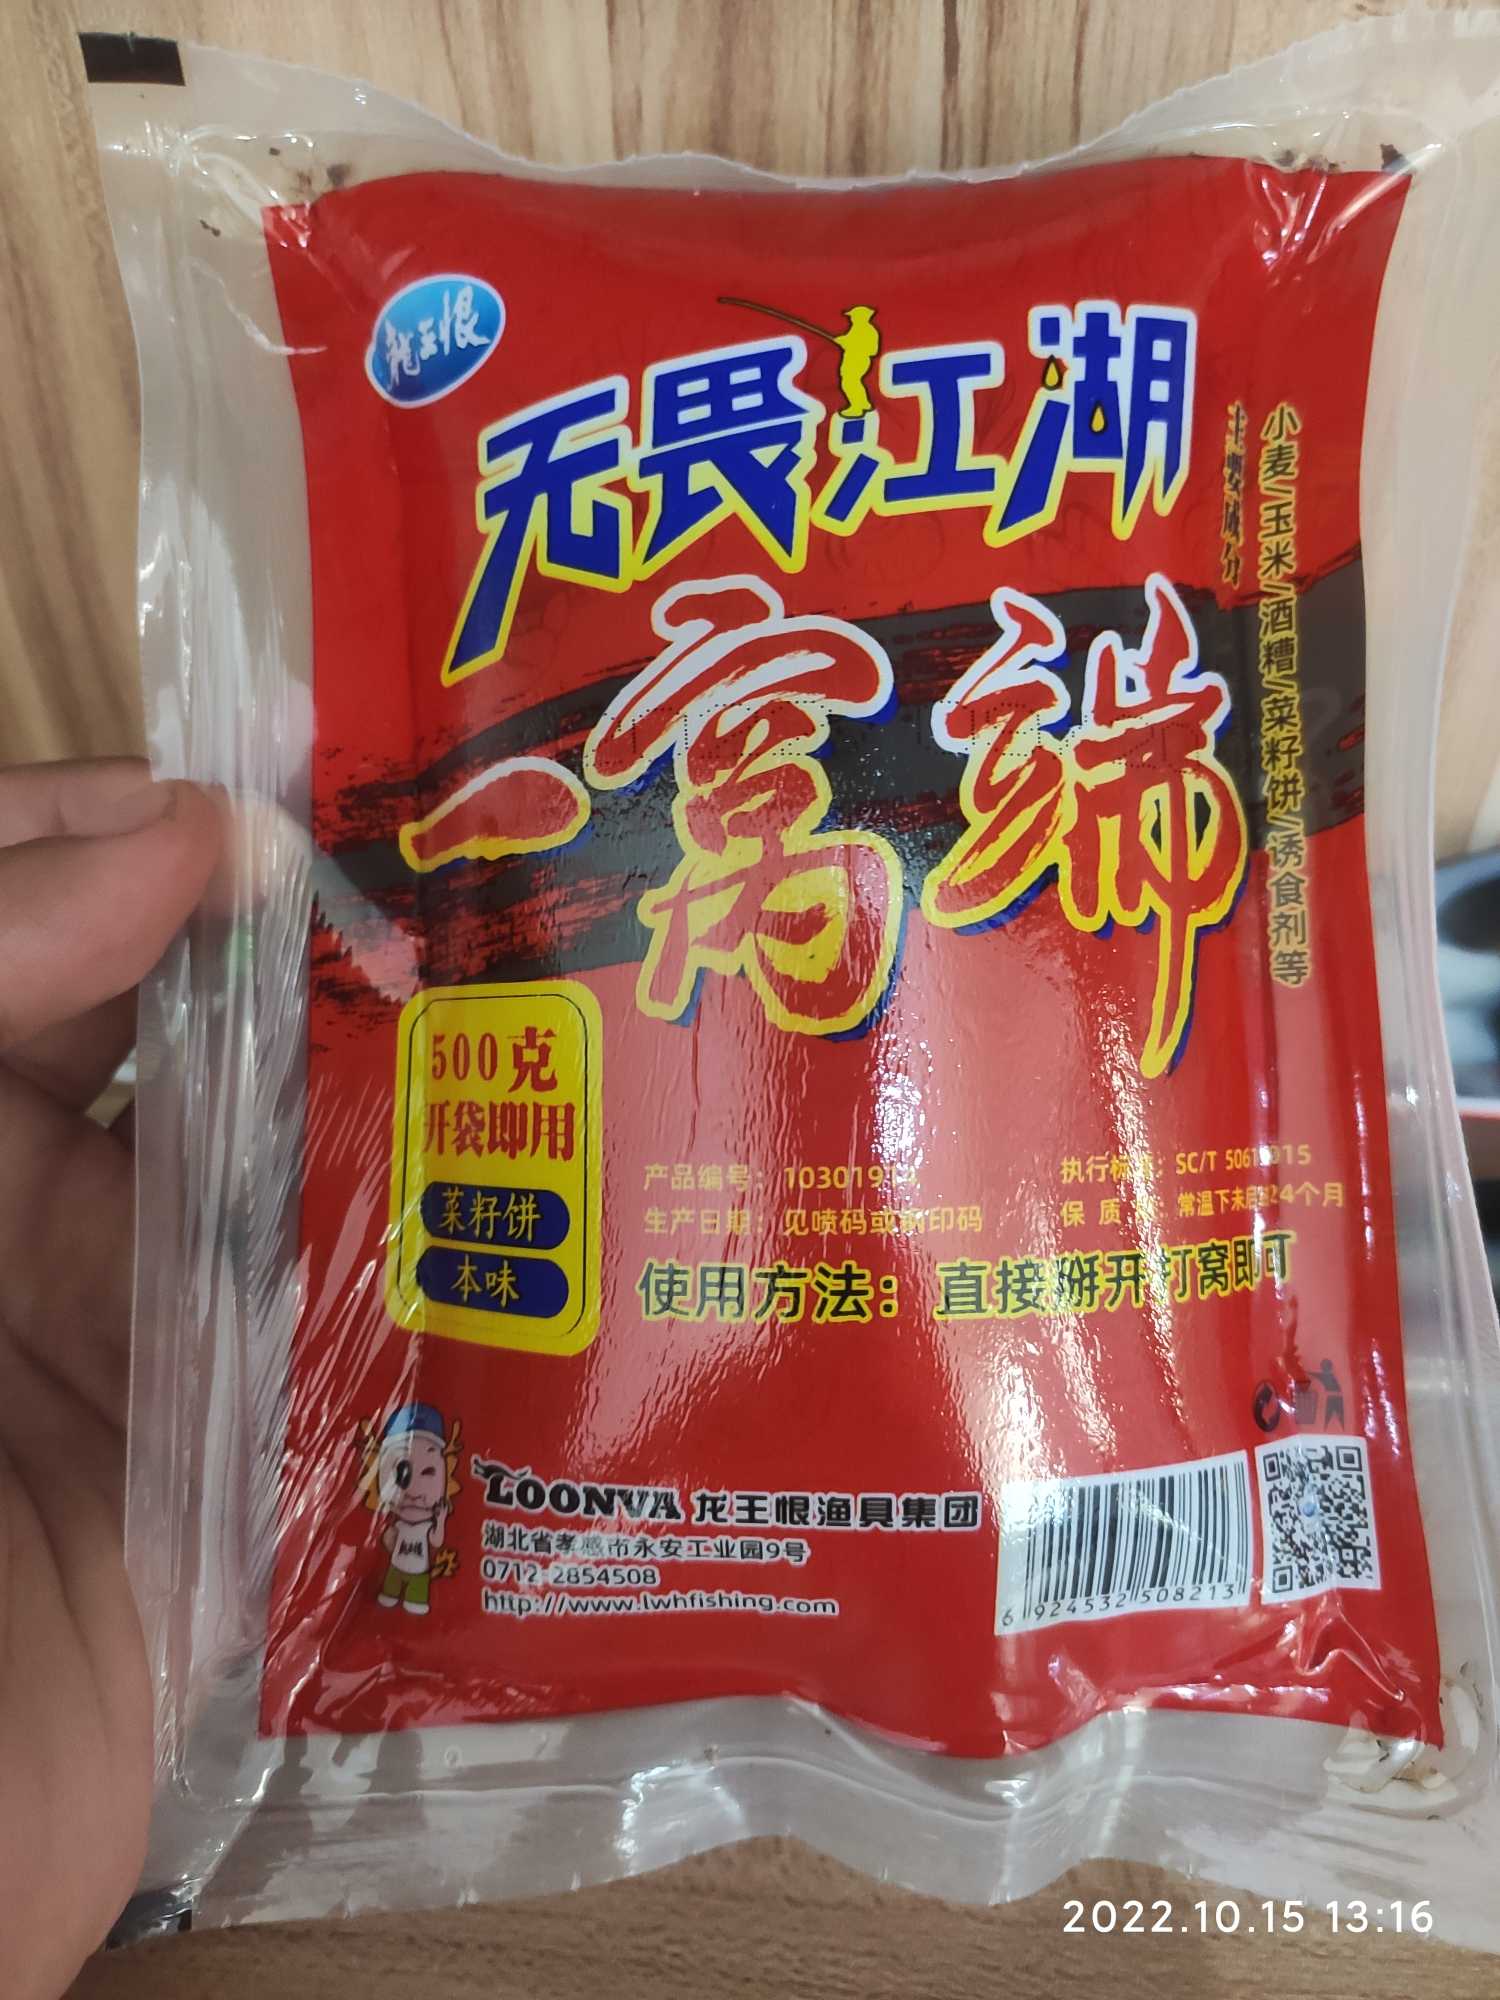 龍王恨
无畏江湖
一窝端
主要成分
小麦/玉米/酒糟/菜籽饼/诱食剂等
500克
开袋即用
菜籽饼
本味
产品编号：
执行标准：SC/T
生产日期：见喷码或钢印码
保质期：常温下未启封24个月
使用方法：直接掰开打窝即可
LOONVA 龙王恨渔具集团
湖北省孝感市永安工业园9号
0712-2854508
http://www.lwhfishing.com
6 924532 508213
2022.10.15 13:16